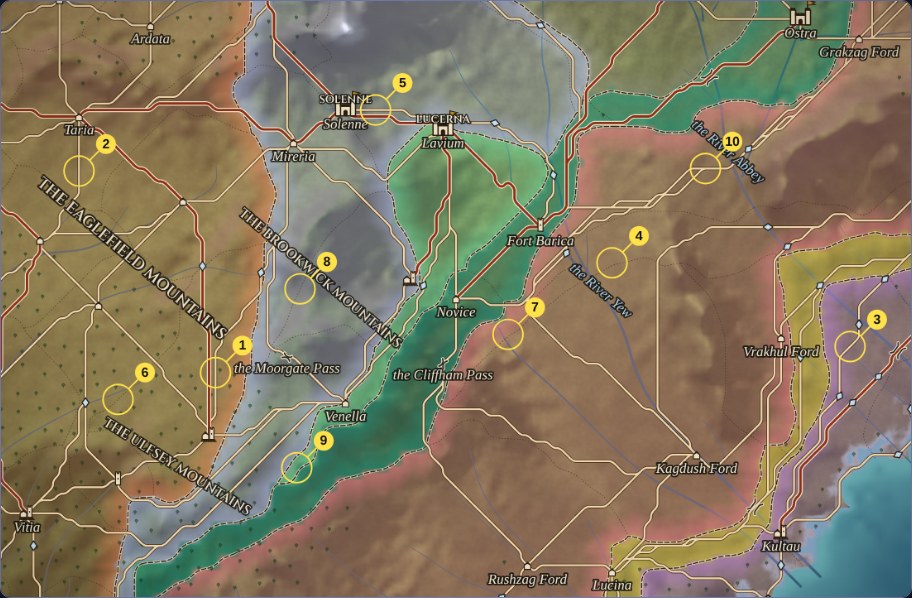 Ostra
Ardata
Grakzag Ford
5
SOLENNE
Solenne
LUCERNA
Lavium
Taria
2
10
the River Abbey
Mireria
THE EAGLEFIELD MOUNTAINS
THE BROOKWICK MOUNTAINS
Fort Barica
4
8
the River Yew
Novice
7
3
1
Vrakhul Ford
the Moorgate Pass
6
the Cliffham Pass
Venella
THE ULFSEY MOUNTAINS
9
Kagdush Ford
Vitia
Kultau
Rushzag Ford
Lucina